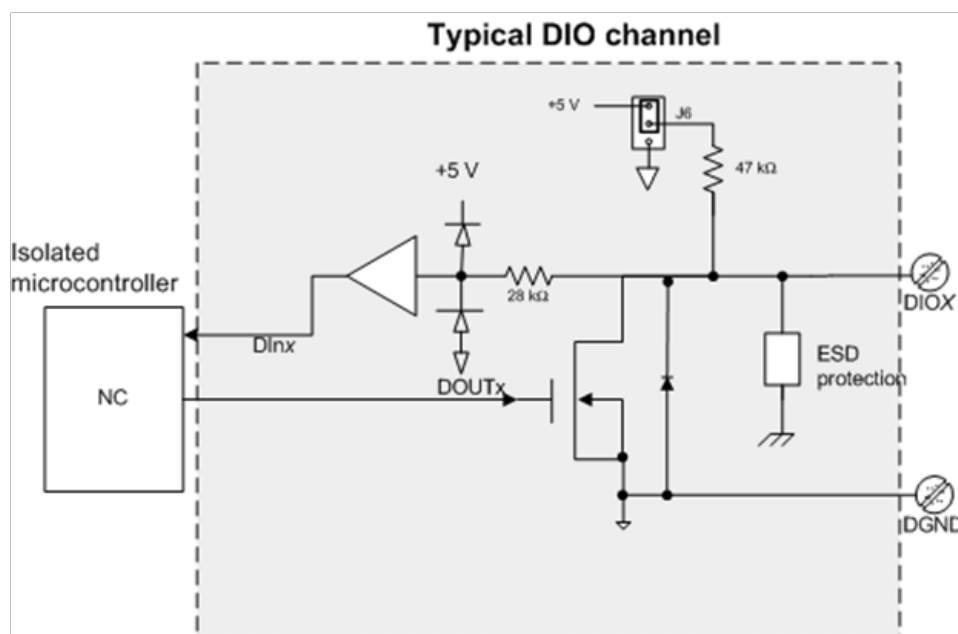 Typical DIO channel
+5 V
J6
47 kΩ
+5 V
Isolated
microcontroller
28 kΩ
DIOX
DInx
ESD
protection
DOUTx
NC
DGND